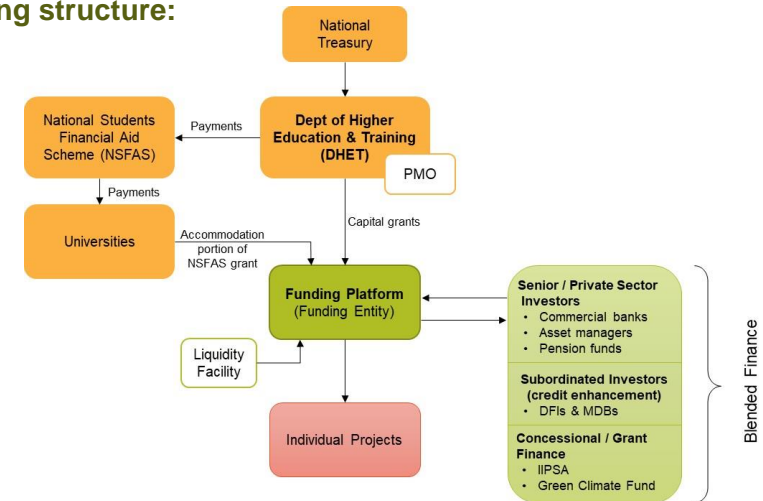 ng structure:
National
Treasury
National Students
Financial Aid
Scheme (NSFAS)
Payments
Dept of Higher
Education & Training
(DHET)
PMO
Payments
Universities
Accommodation
portion of
NSFAS grant
Capital grants
Funding Platform
(Funding Entity)
Liquidity
Facility
Individual Projects
Senior / Private Sector
Investors
• Commercial banks
• Asset managers
• Pension funds
Subordinated Investors
(credit enhancement)
• DFIs & MDBs
Concessional / Grant
Finance
• IIPSA
• Green Climate Fund
Blended Finance